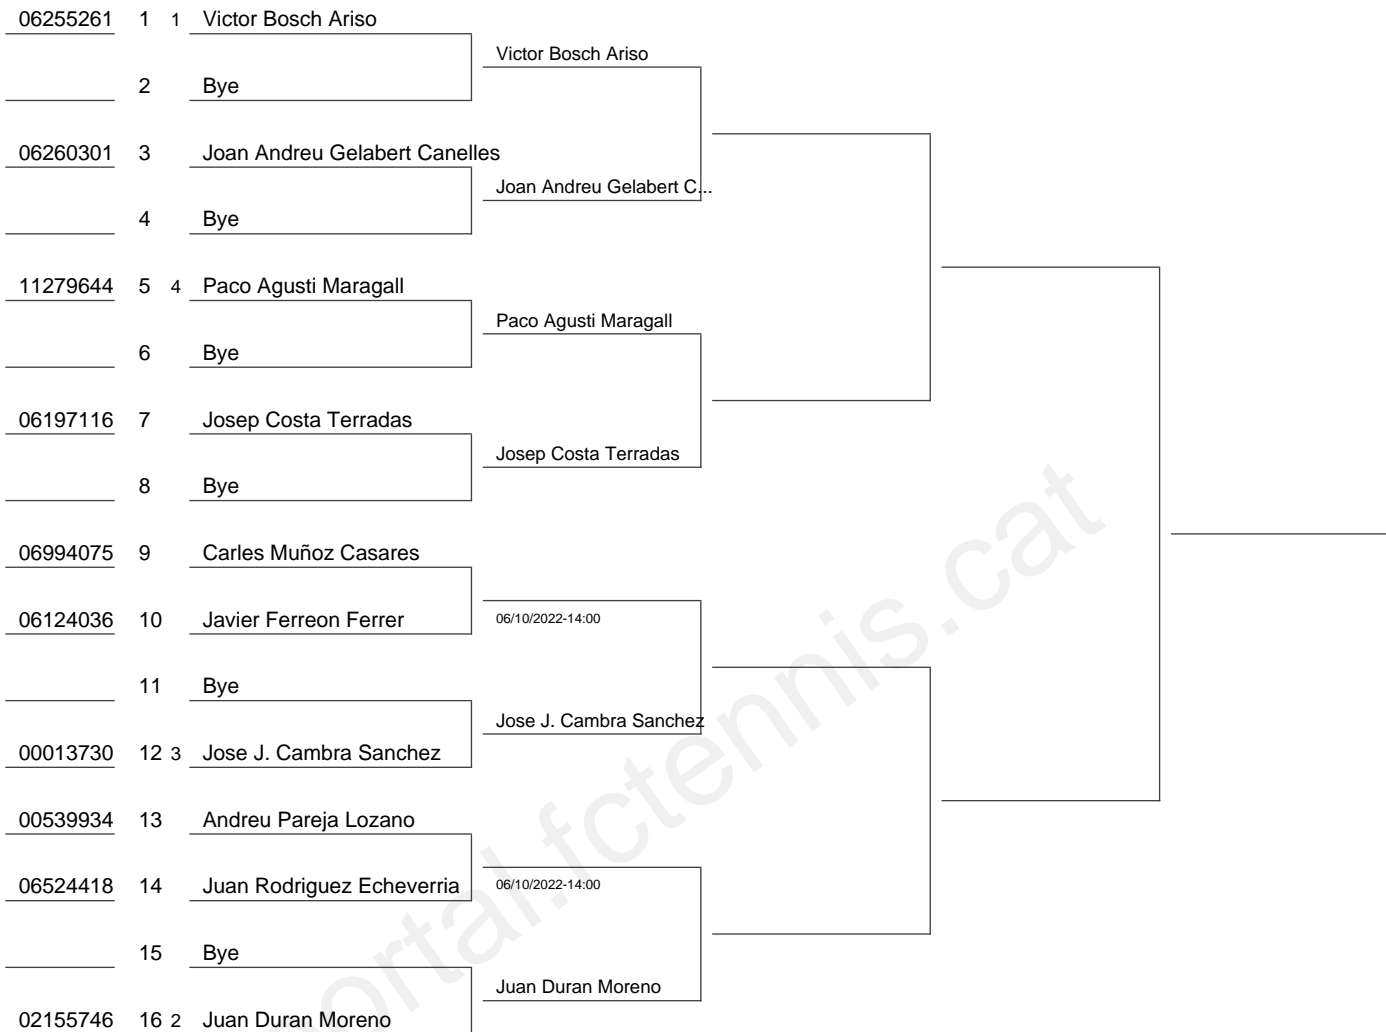 06255261 1 1 Victor Bosch Ariso
Victor Bosch Ariso
2 Bye
06260301 3 Joan Andreu Gelabert Canelles
Joan Andreu Gelabert C...
4 Bye
11279644 5 4 Paco Agusti Maragall
Paco Agusti Maragall
6 Bye
06197116 7 Josep Costa Terradas
Josep Costa Terradas
8 Bye
06994075 9 Carles Muñoz Casares
06124036 10 Javier Ferreon Ferrer 06/10/2022-14:00
11 Bye
Jose J. Cambra Sanchez
00013730 12 3 Jose J. Cambra Sanchez
00539934 13 Andreu Pareja Lozano
06524418 14 Juan Rodriguez Echeverria 06/10/2022-14:00
15 Bye
Juan Duran Moreno
02155746 16 2 Juan Duran Moreno
portal.fctennis.cat